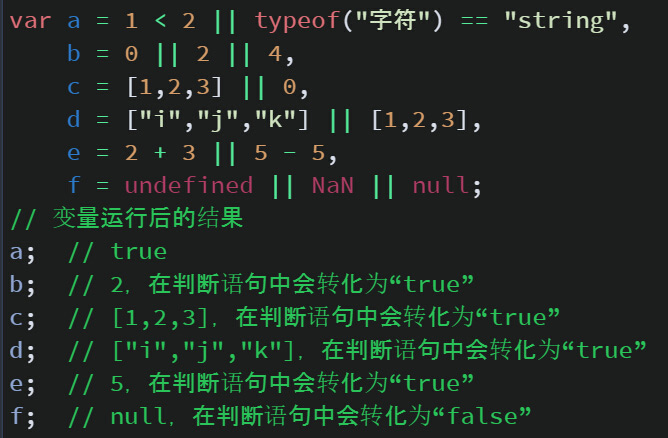 var a = 1 < 2 || typeof("字符") == "string",
    b = 0 || 2 || 4,
    c = [1,2,3] || 0,
    d = ["i","j","k"] || [1,2,3],
    e = 2 + 3 || 5 - 5,
    f = undefined || NaN || null;
// 变量运行后的结果
a;  // true
b;  // 2，在判断语句中会转化为“true”
c;  // [1,2,3]，在判断语句中会转化为“true”
d;  // ["i","j","k"]，在判断语句中会转化为“true”
e;  // 5，在判断语句中会转化为“true”
f;  // null，在判断语句中会转化为“false”